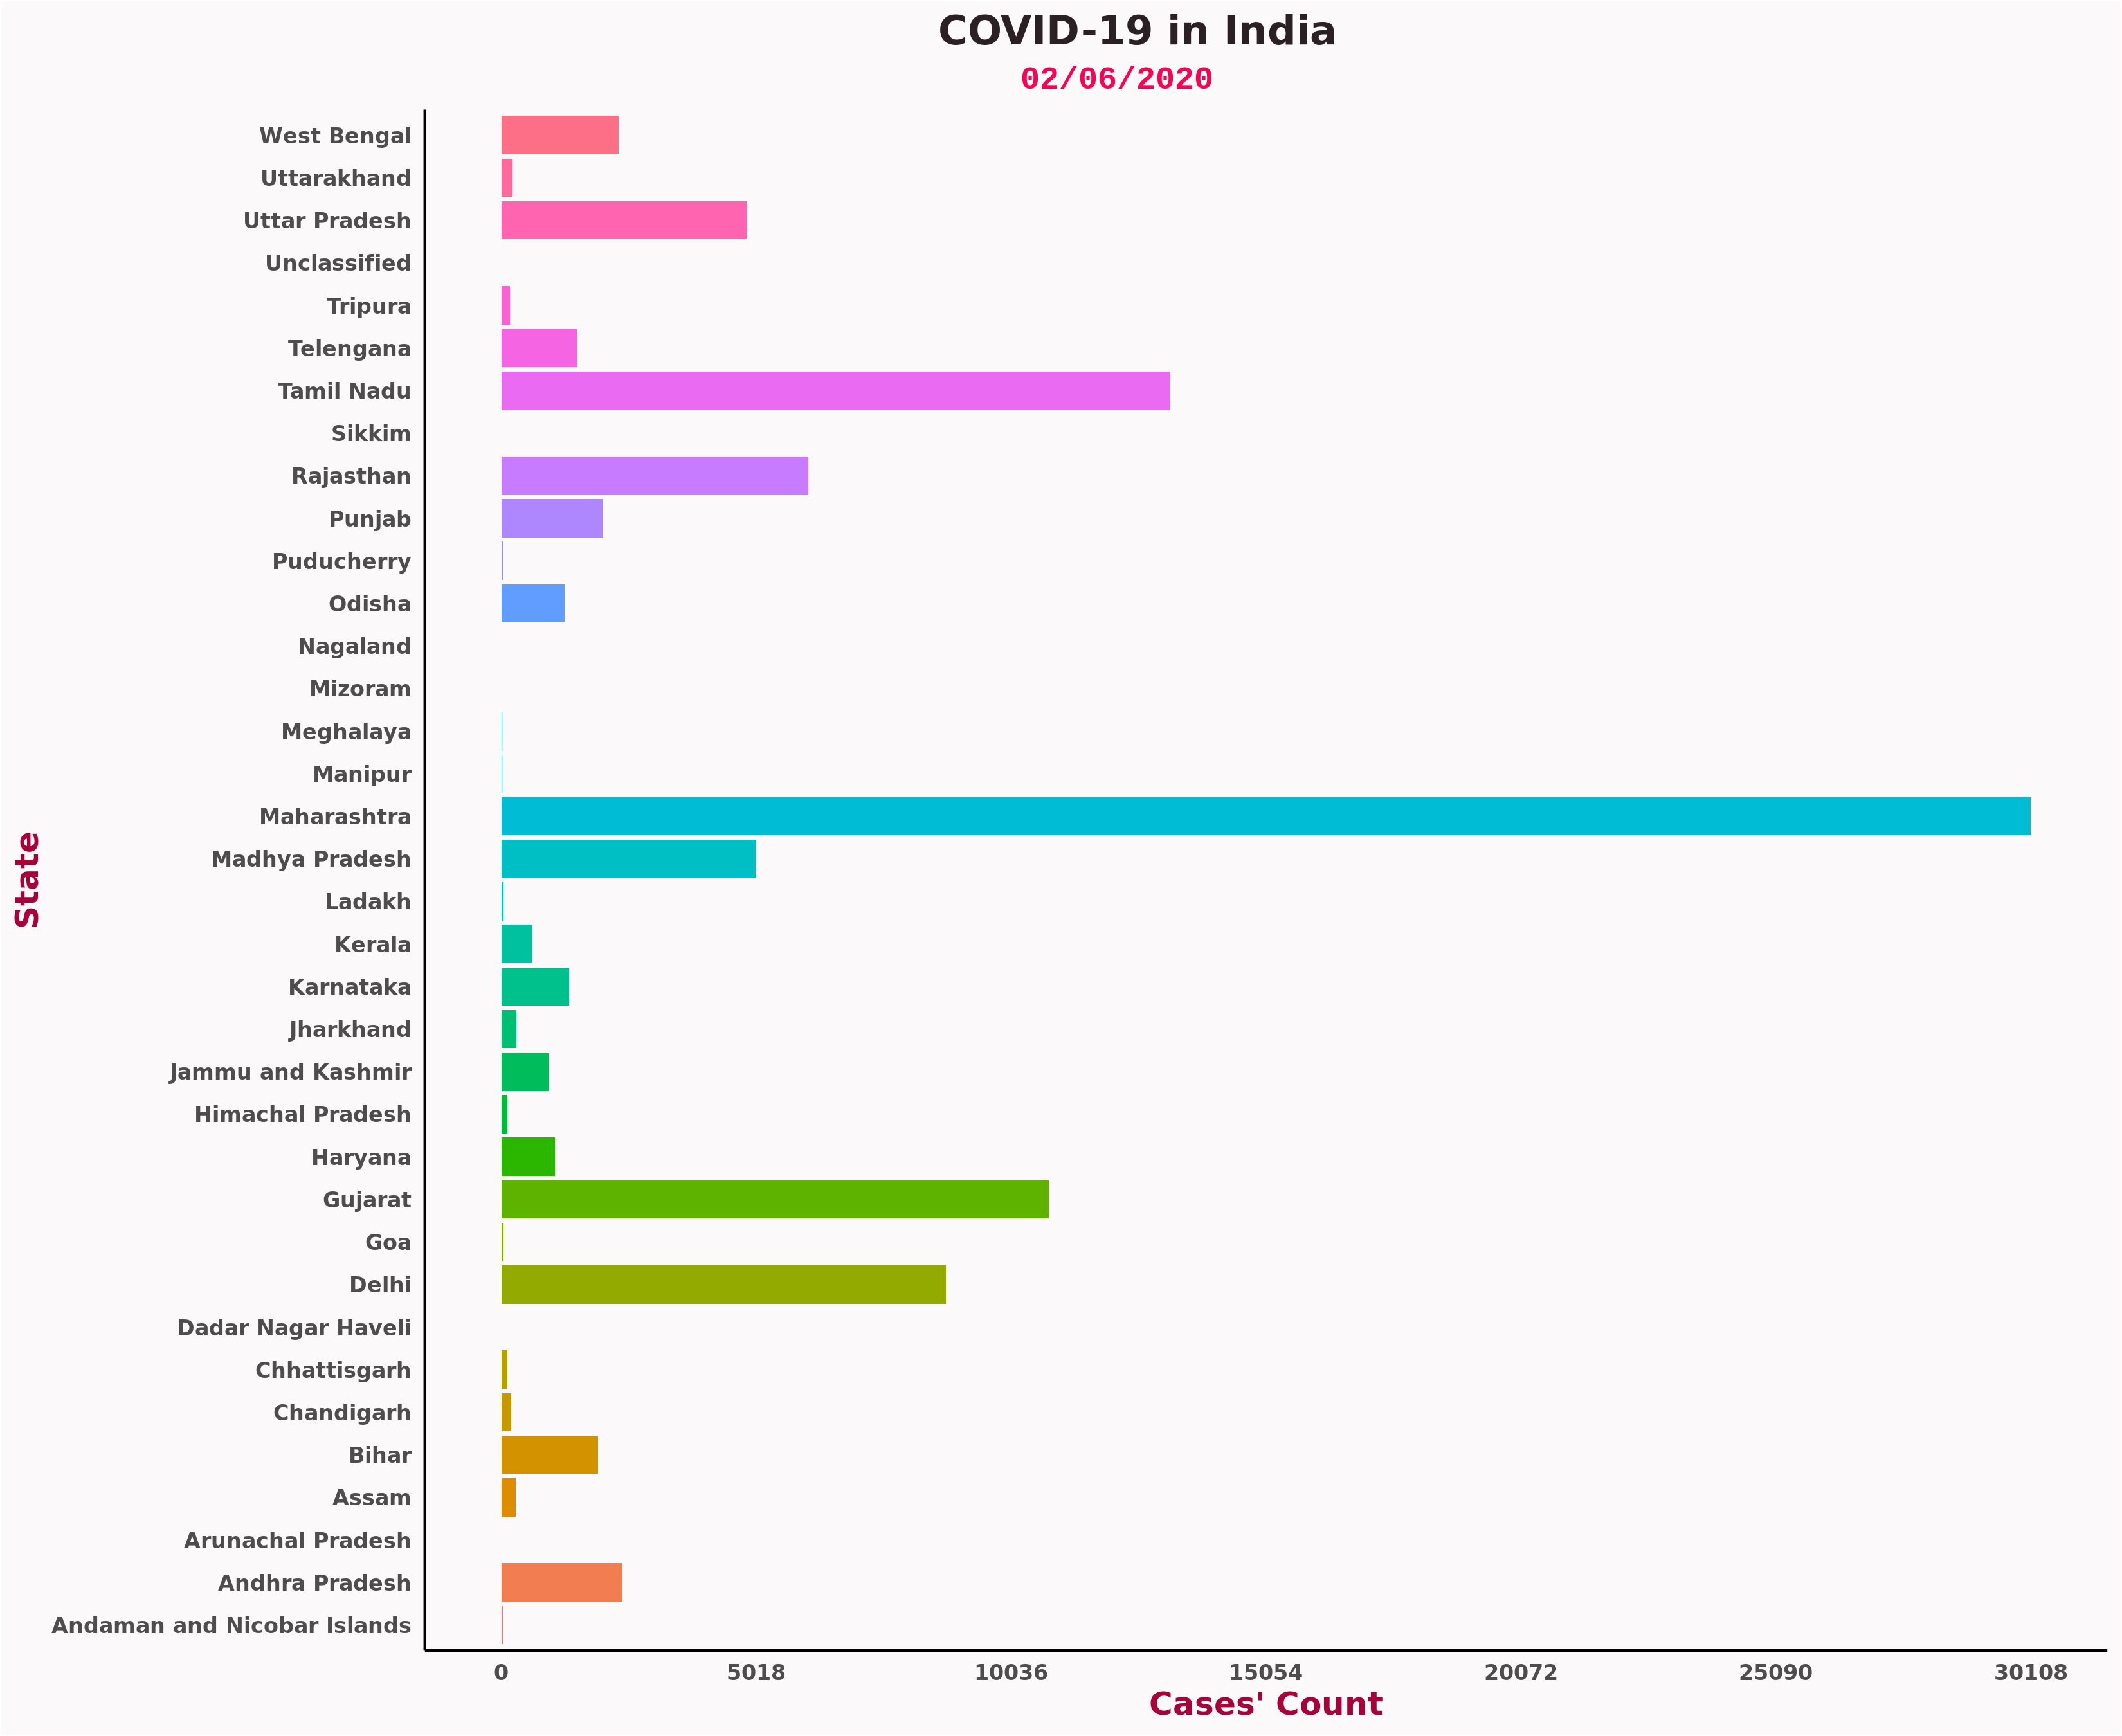 COVID-19 in India
02/06/2020
West Bengal
Uttarakhand
Uttar Pradesh
Unclassified
Tripura
Telengana
Tamil Nadu
Sikkim
Rajasthan
Punjab
Puducherry
Odisha
Nagaland
Mizoram
Meghalaya
Manipur
Maharashtra
Madhya Pradesh
Ladakh
Kerala
Karnataka
Jharkhand
Jammu and Kashmir
Himachal Pradesh
Haryana
Gujarat
Goa
Delhi
Dadar Nagar Haveli
Chhattisgarh
Chandigarh
Bihar
Assam
Arunachal Pradesh
Andhra Pradesh
Andaman and Nicobar Islands
State
0 5018 10036 15054 20072 25090 30108
Cases' Count